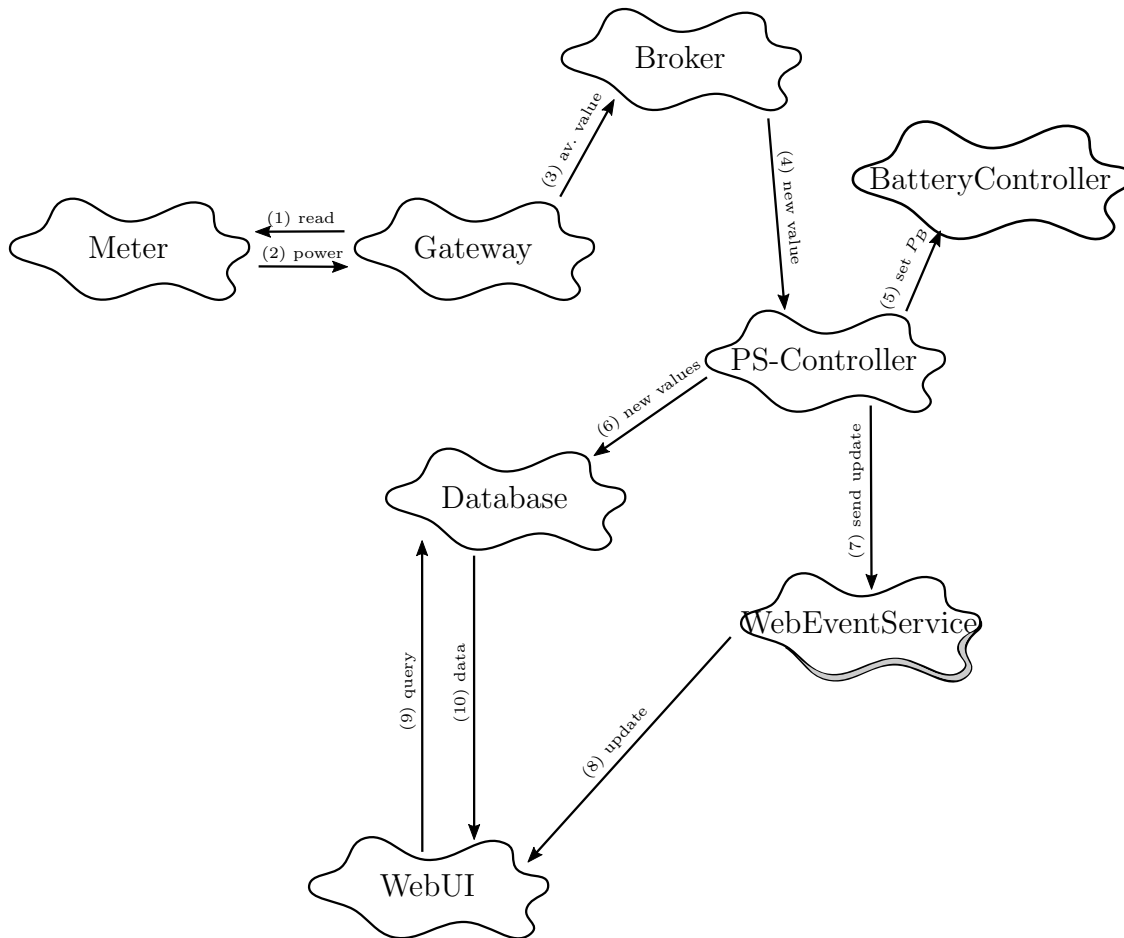 Broker
(3) av. value
(4) new value
BatteryController
(1) read
Meter
Gateway
(2) power
(5) set P_B
PS-Controller
(6) new values
Database
(7) send update
WebEventService
(9) query
(10) data
(8) update
WebUI